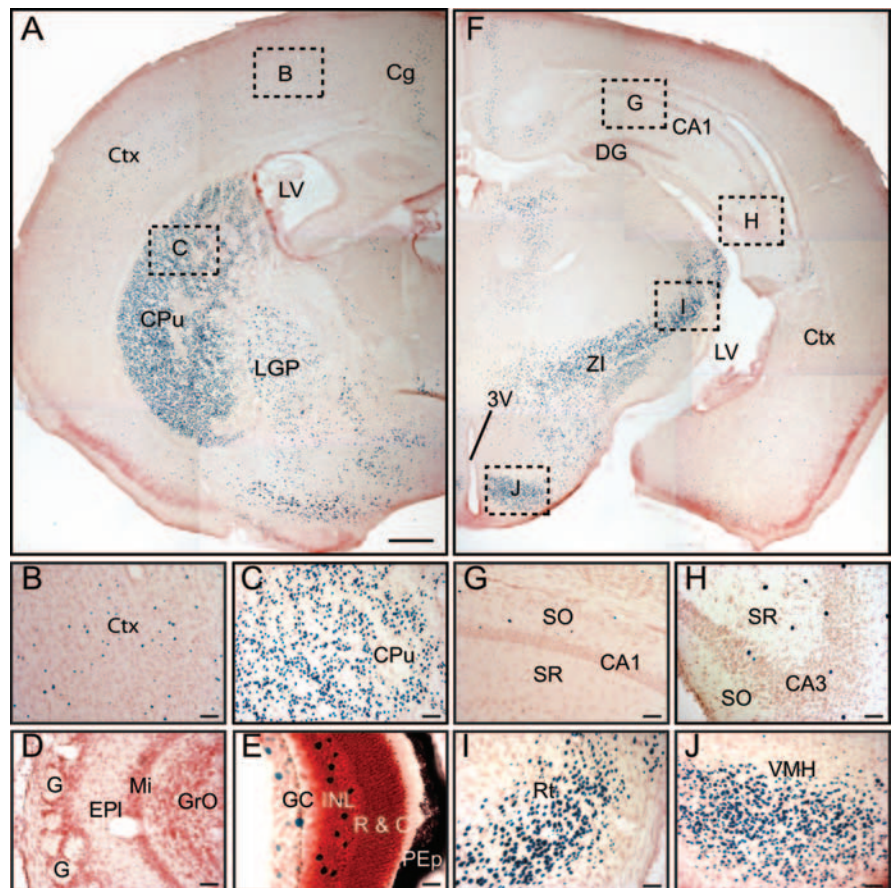 A
F
B
Cg
G
CA1
DG
Ctx
LV
H
C
I
CPu
LGP
ZI
LV
Ctx
3V
J
B
Ctx
C
CPu
G
SO
SR
CA1
H
SR
SO
CA3
D
G
EPl
Mi
GrO
G
E
GC
INL
R & C
PEp
I
Rt
J
VMH